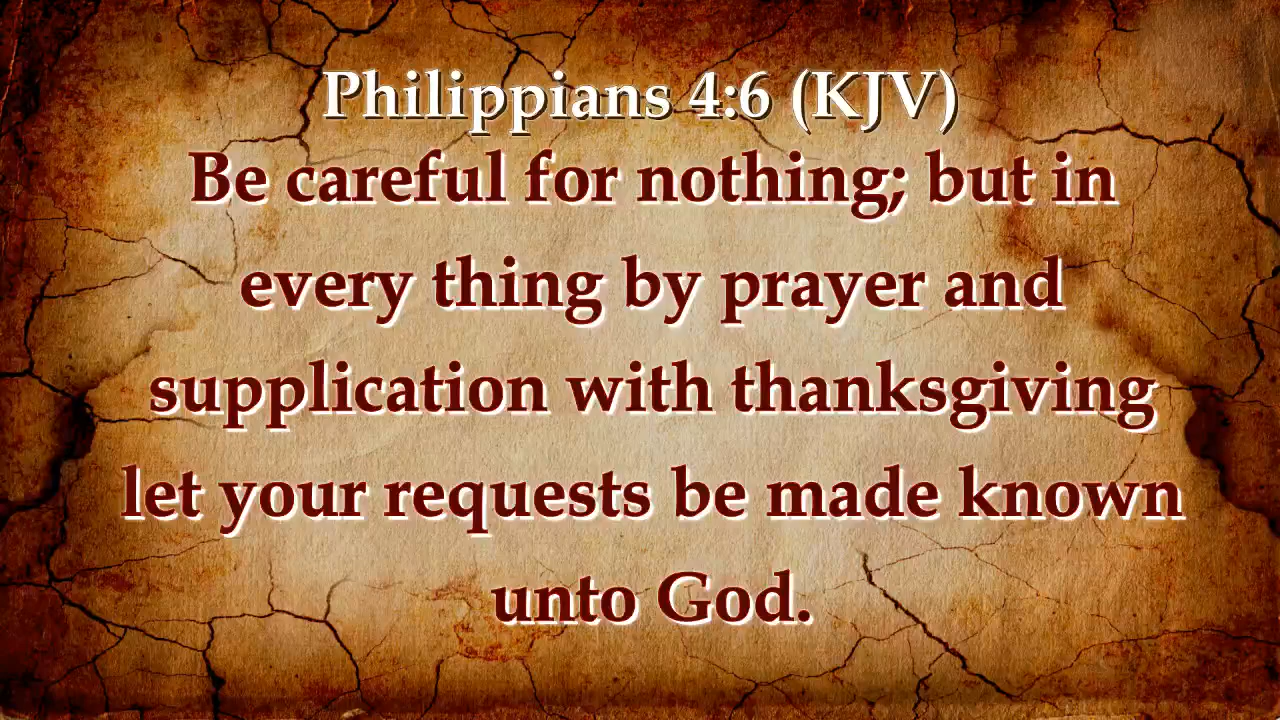 Philippians 4:6 (KJV)
Be careful for nothing; but in
every thing by prayer and
supplication with thanksgiving
let your requests be made known
unto God.